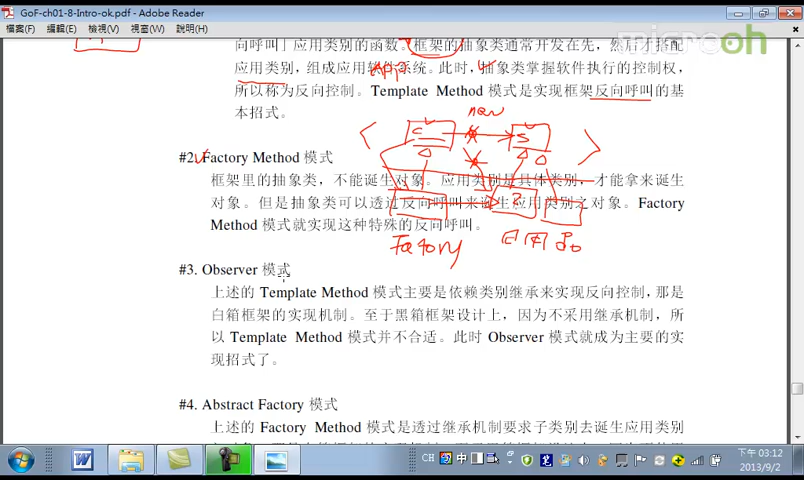 GoF-ch01-8-Intro-ok.pdf - Adobe Reader
檔案(F) 編輯(E) 檢視(V) 視窗(W) 說明(H)
microoh
向呼叫」应用类别的函数。框架的抽象类通常开发在先，然后才搭配
应用类别，组成应用软件系统。此时，抽象类掌握软件执行的控制权，
APP
所以称为反向控制。Template Method 模式是实现框架反向呼叫的基
本招式。
new
C
S
#2. Factory Method 模式
框架里的抽象类，不能诞生对象。应用类别是具体类别，才能拿来诞生
对象。但是抽象类可以透过反向呼叫来诞生应用类别之对象。Factory
?
Method 模式就实现这种特殊的反向呼叫。
Factory
#3. Observer 模式
上述的 Template Method 模式主要是依赖类别继承来实现反向控制，那是
白箱框架的实现机制。至于黑箱框架设计上，因为不采用继承机制，所
以 Template Method 模式并不合适。此时 Observer 模式就成为主要的实
现招式了。
#4. Abstract Factory 模式
上述的 Factory Method 模式是透过继承机制要求子类别去诞生应用类别
CH 中
下午 03:12
2013/9/2